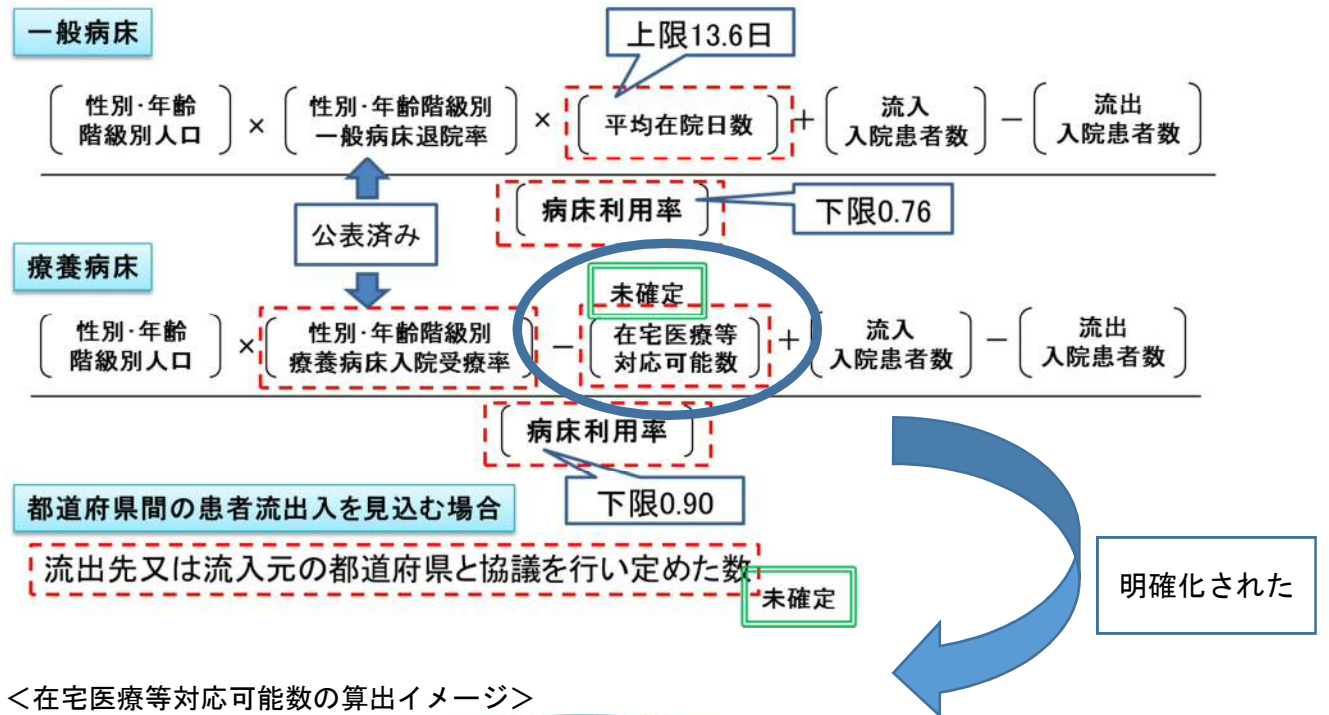 一般病床
上限13.6日
性別・年齢
階級別人口
×
性別・年齢階級別
一般病床退院率
×
平均在院日数
+
流入
入院患者数
−
流出
入院患者数
病床利用率
下限0.76
公表済み
療養病床
未確定
性別・年齢
階級別人口
×
性別・年齢階級別
療養病床入院受療率
−
在宅医療等
対応可能数
+
流入
入院患者数
−
流出
入院患者数
病床利用率
下限0.90
都道府県間の患者流出入を見込む場合
流出先又は流入元の都道府県と協議を行い定めた数
未確定
明確化された
＜在宅医療等対応可能数の算出イメージ＞